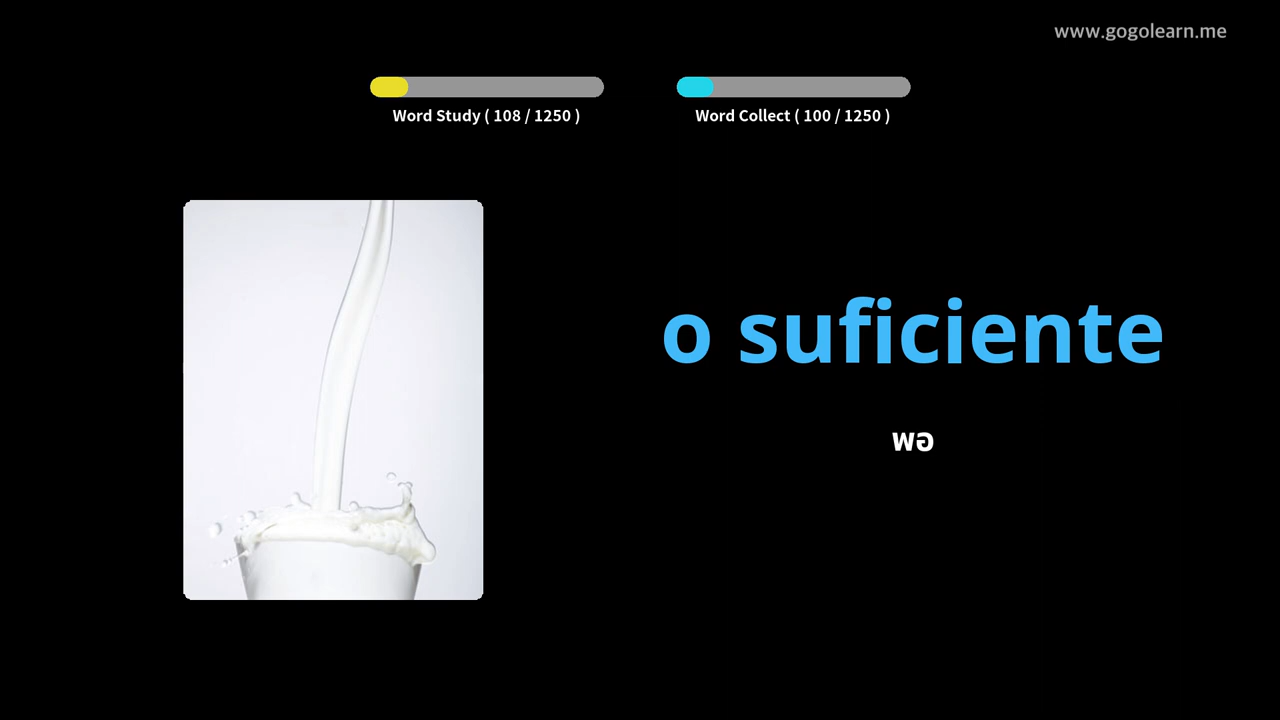 www.gogolearn.me
Word Study ( 108 / 1250 )
Word Collect ( 100 / 1250 )
o suficiente
พอ